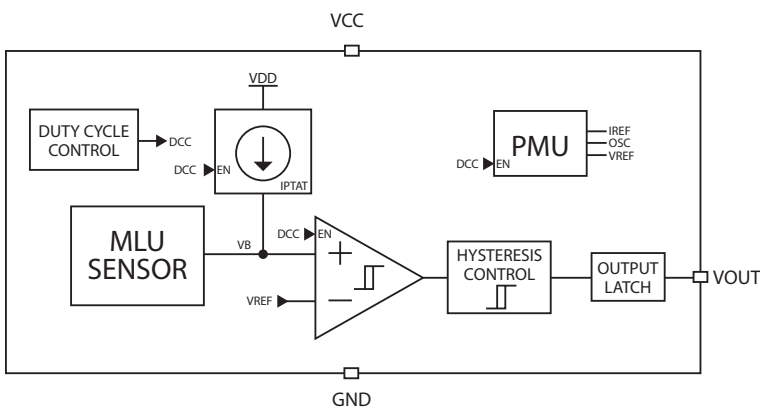 VCC
VDD
DUTY CYCLE
CONTROL
DCC
DCC
EN
IPTAT
PMU
IREF
OSC
VREF
DCC
EN
MLU
SENSOR
VB
DCC
EN
+
VREF
−
HYSTERESIS
CONTROL
OUTPUT
LATCH
VOUT
GND